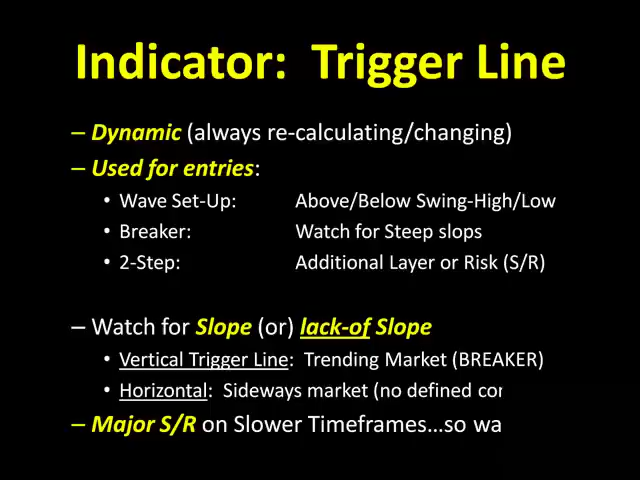 Indicator: Trigger Line
– Dynamic (always re-calculating/changing)
– Used for entries:
• Wave Set-Up: Above/Below Swing-High/Low
• Breaker: Watch for Steep slops
• 2-Step: Additional Layer or Risk (S/R)
– Watch for Slope (or) lack-of Slope
• Vertical Trigger Line: Trending Market (BREAKER)
• Horizontal: Sideways market (no defined
– Major S/R on Slower Timeframes...so